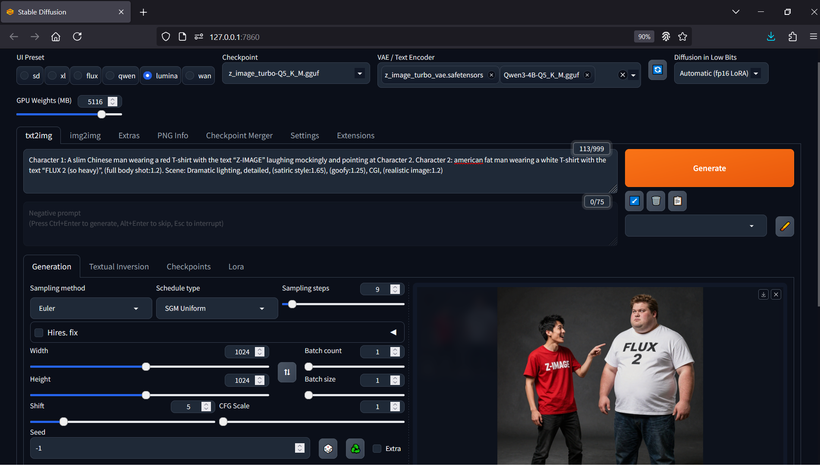 Stable Diffusion
127.0.0.1:7860
90%
UI Preset
sd
xl
flux
qwen
lumina
wan
Checkpoint
z_image_turbo-Q5_K_M.gguf
VAE / Text Encoder
z_image_turbo_vae.safetensors
Qwen3-4B-Q5_K_M.gguf
Diffusion in Low Bits
Automatic (fp16 LoRA)
GPU Weights (MB)
5116
txt2img
img2img
Extras
PNG Info
Checkpoint Merger
Settings
Extensions
113/999
Character 1: A slim Chinese man wearing a red T-shirt with the text "Z-IMAGE" laughing mockingly and pointing at Character 2. Character 2: american fat man wearing a white T-shirt with the
text "FLUX 2 (so heavy)", (full body shot:1.2). Scene: Dramatic lighting, detailed, (satiric style:1.65), (goofy:1.25), CGI, (realistic image:1.2)
Generate
0/75
Negative prompt
(Press Ctrl+Enter to generate, Alt+Enter to skip, Esc to interrupt)
Generation
Textual Inversion
Checkpoints
Lora
Sampling method
Euler
Schedule type
SGM Uniform
Sampling steps
9
Hires. fix
Width
1024
Batch count
1
Height
1024
Batch size
1
Shift
5
CFG Scale
1
Seed
-1
Extra
Z-IMAGE
FLUX
2